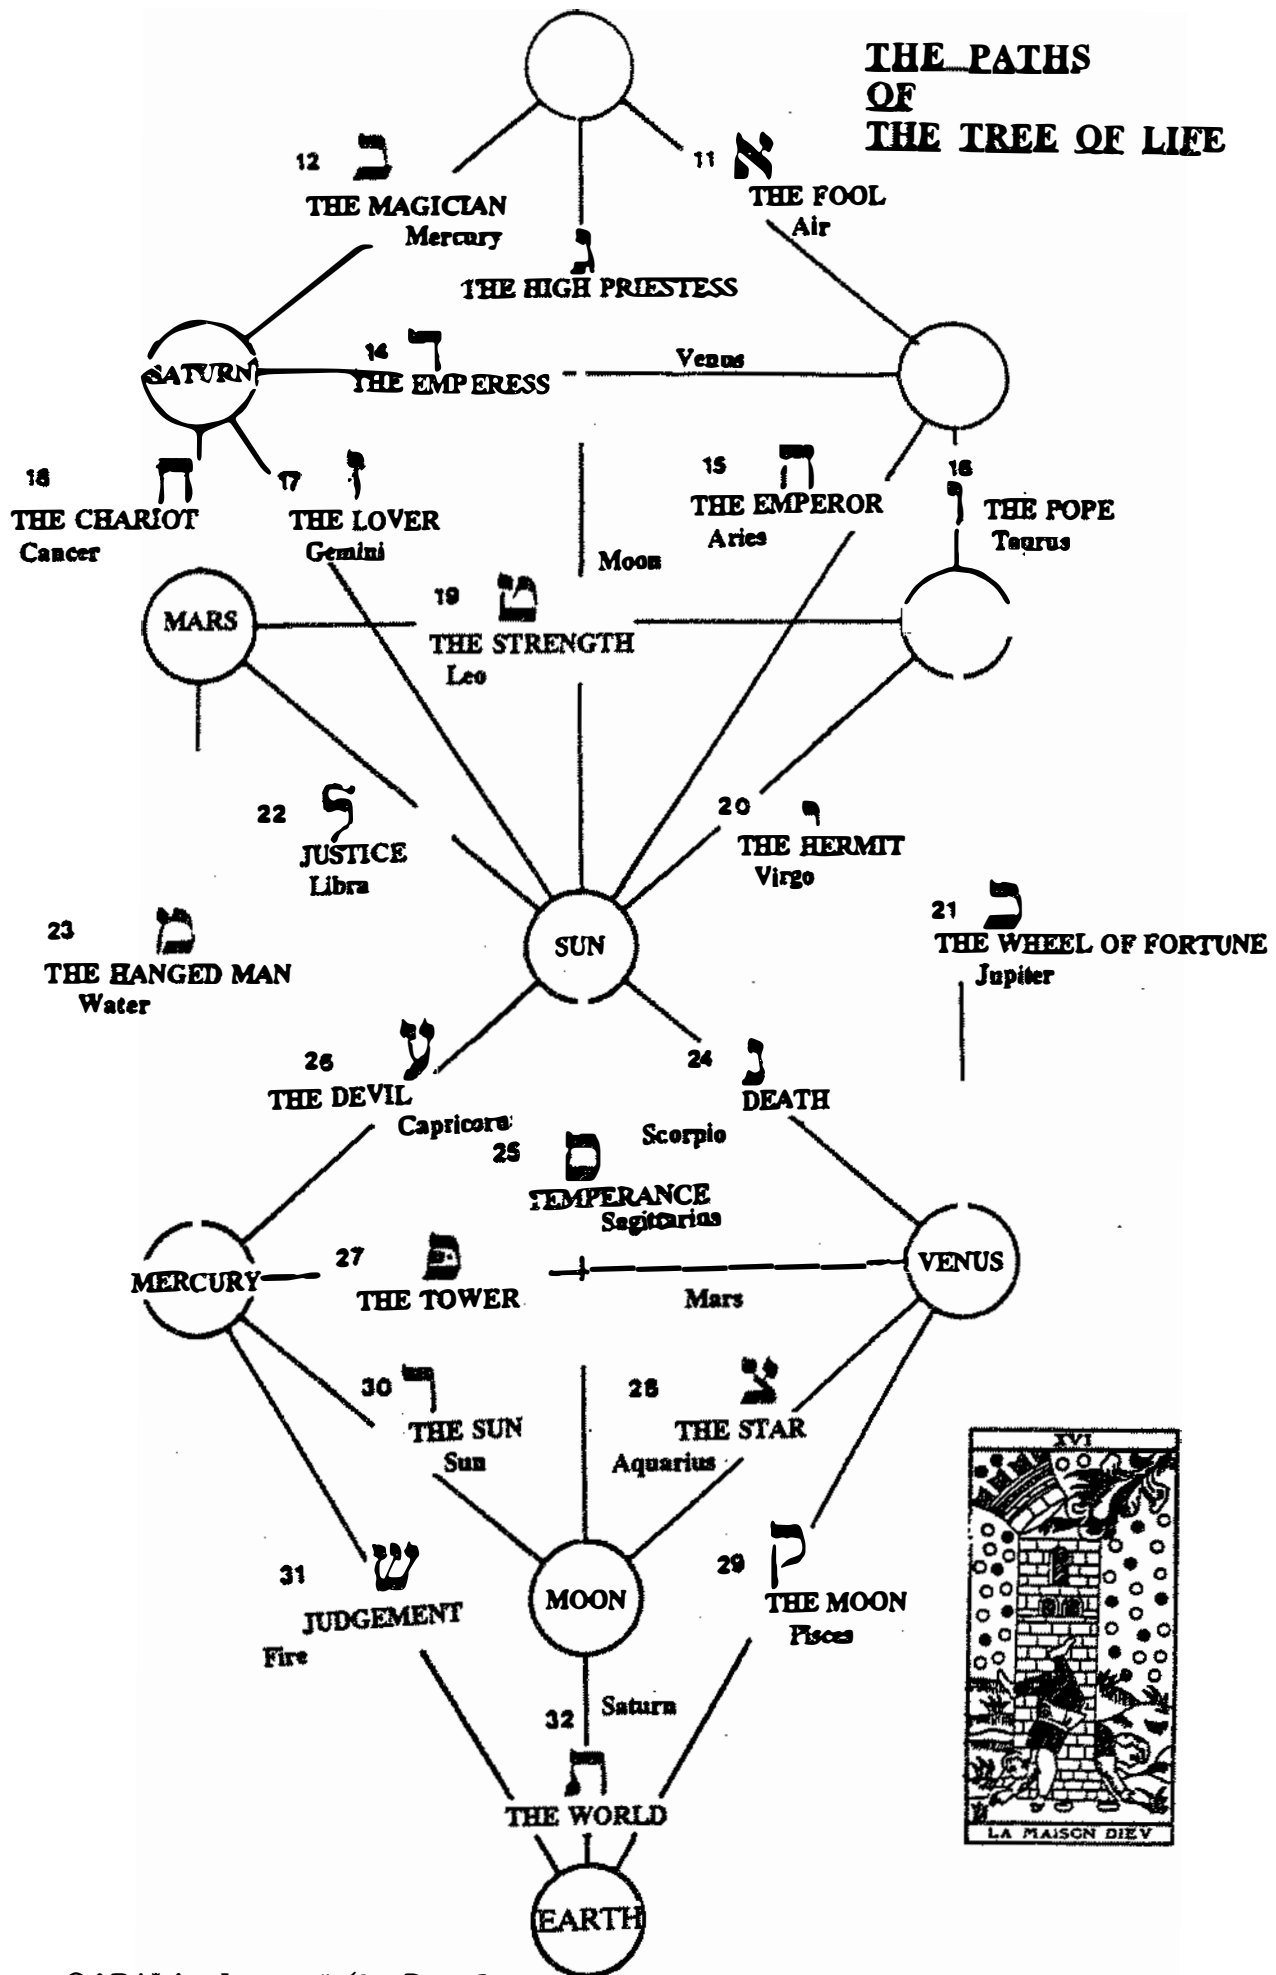 THE PATHS
OF
THE TREE OF LIFE
12 ב
THE MAGICIAN
Mercury
11 א
THE FOOL
Air
ג
THE HIGH PRIESTESS
SATURN
14 ד
THE EMPERESS
Venus
18 ח
THE CHARIOT
Cancer
17 ז
THE LOVER
Gemini
15 ה
THE EMPEROR
Aries
16
ו
THE POPE
Taurus
Moon
MARS
19 ט
THE STRENGTH
Leo
22 ל
JUSTICE
Libra
20 י
THE HERMIT
Virgo
23 מ
THE HANGED MAN
Water
SUN
21 כ
THE WHEEL OF FORTUNE
Jupiter
26 ע
THE DEVIL
Capricorn
24 נ
DEATH
Scorpio
25 ם
TEMPERANCE
Sagittarius
MERCURY
27 פ
THE TOWER
Mars
VENUS
30 ר
THE SUN
Sun
28 צ
THE STAR
Aquarius
31 ש
JUDGEMENT
Fire
MOON
29 ק
THE MOON
Pisces
32
Saturn
ת
THE WORLD
EARTH
XVI
LA MAISON DIEV